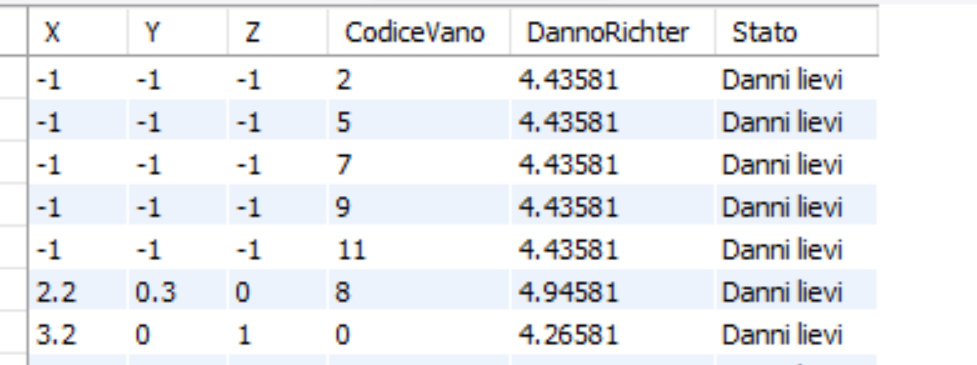 X Y Z CodiceVano DannoRichter Stato
-1 -1 -1 2 4.43581 Danni lievi
-1 -1 -1 5 4.43581 Danni lievi
-1 -1 -1 7 4.43581 Danni lievi
-1 -1 -1 9 4.43581 Danni lievi
-1 -1 -1 11 4.43581 Danni lievi
2.2 0.3 0 8 4.94581 Danni lievi
3.2 0 1 0 4.26581 Danni lievi